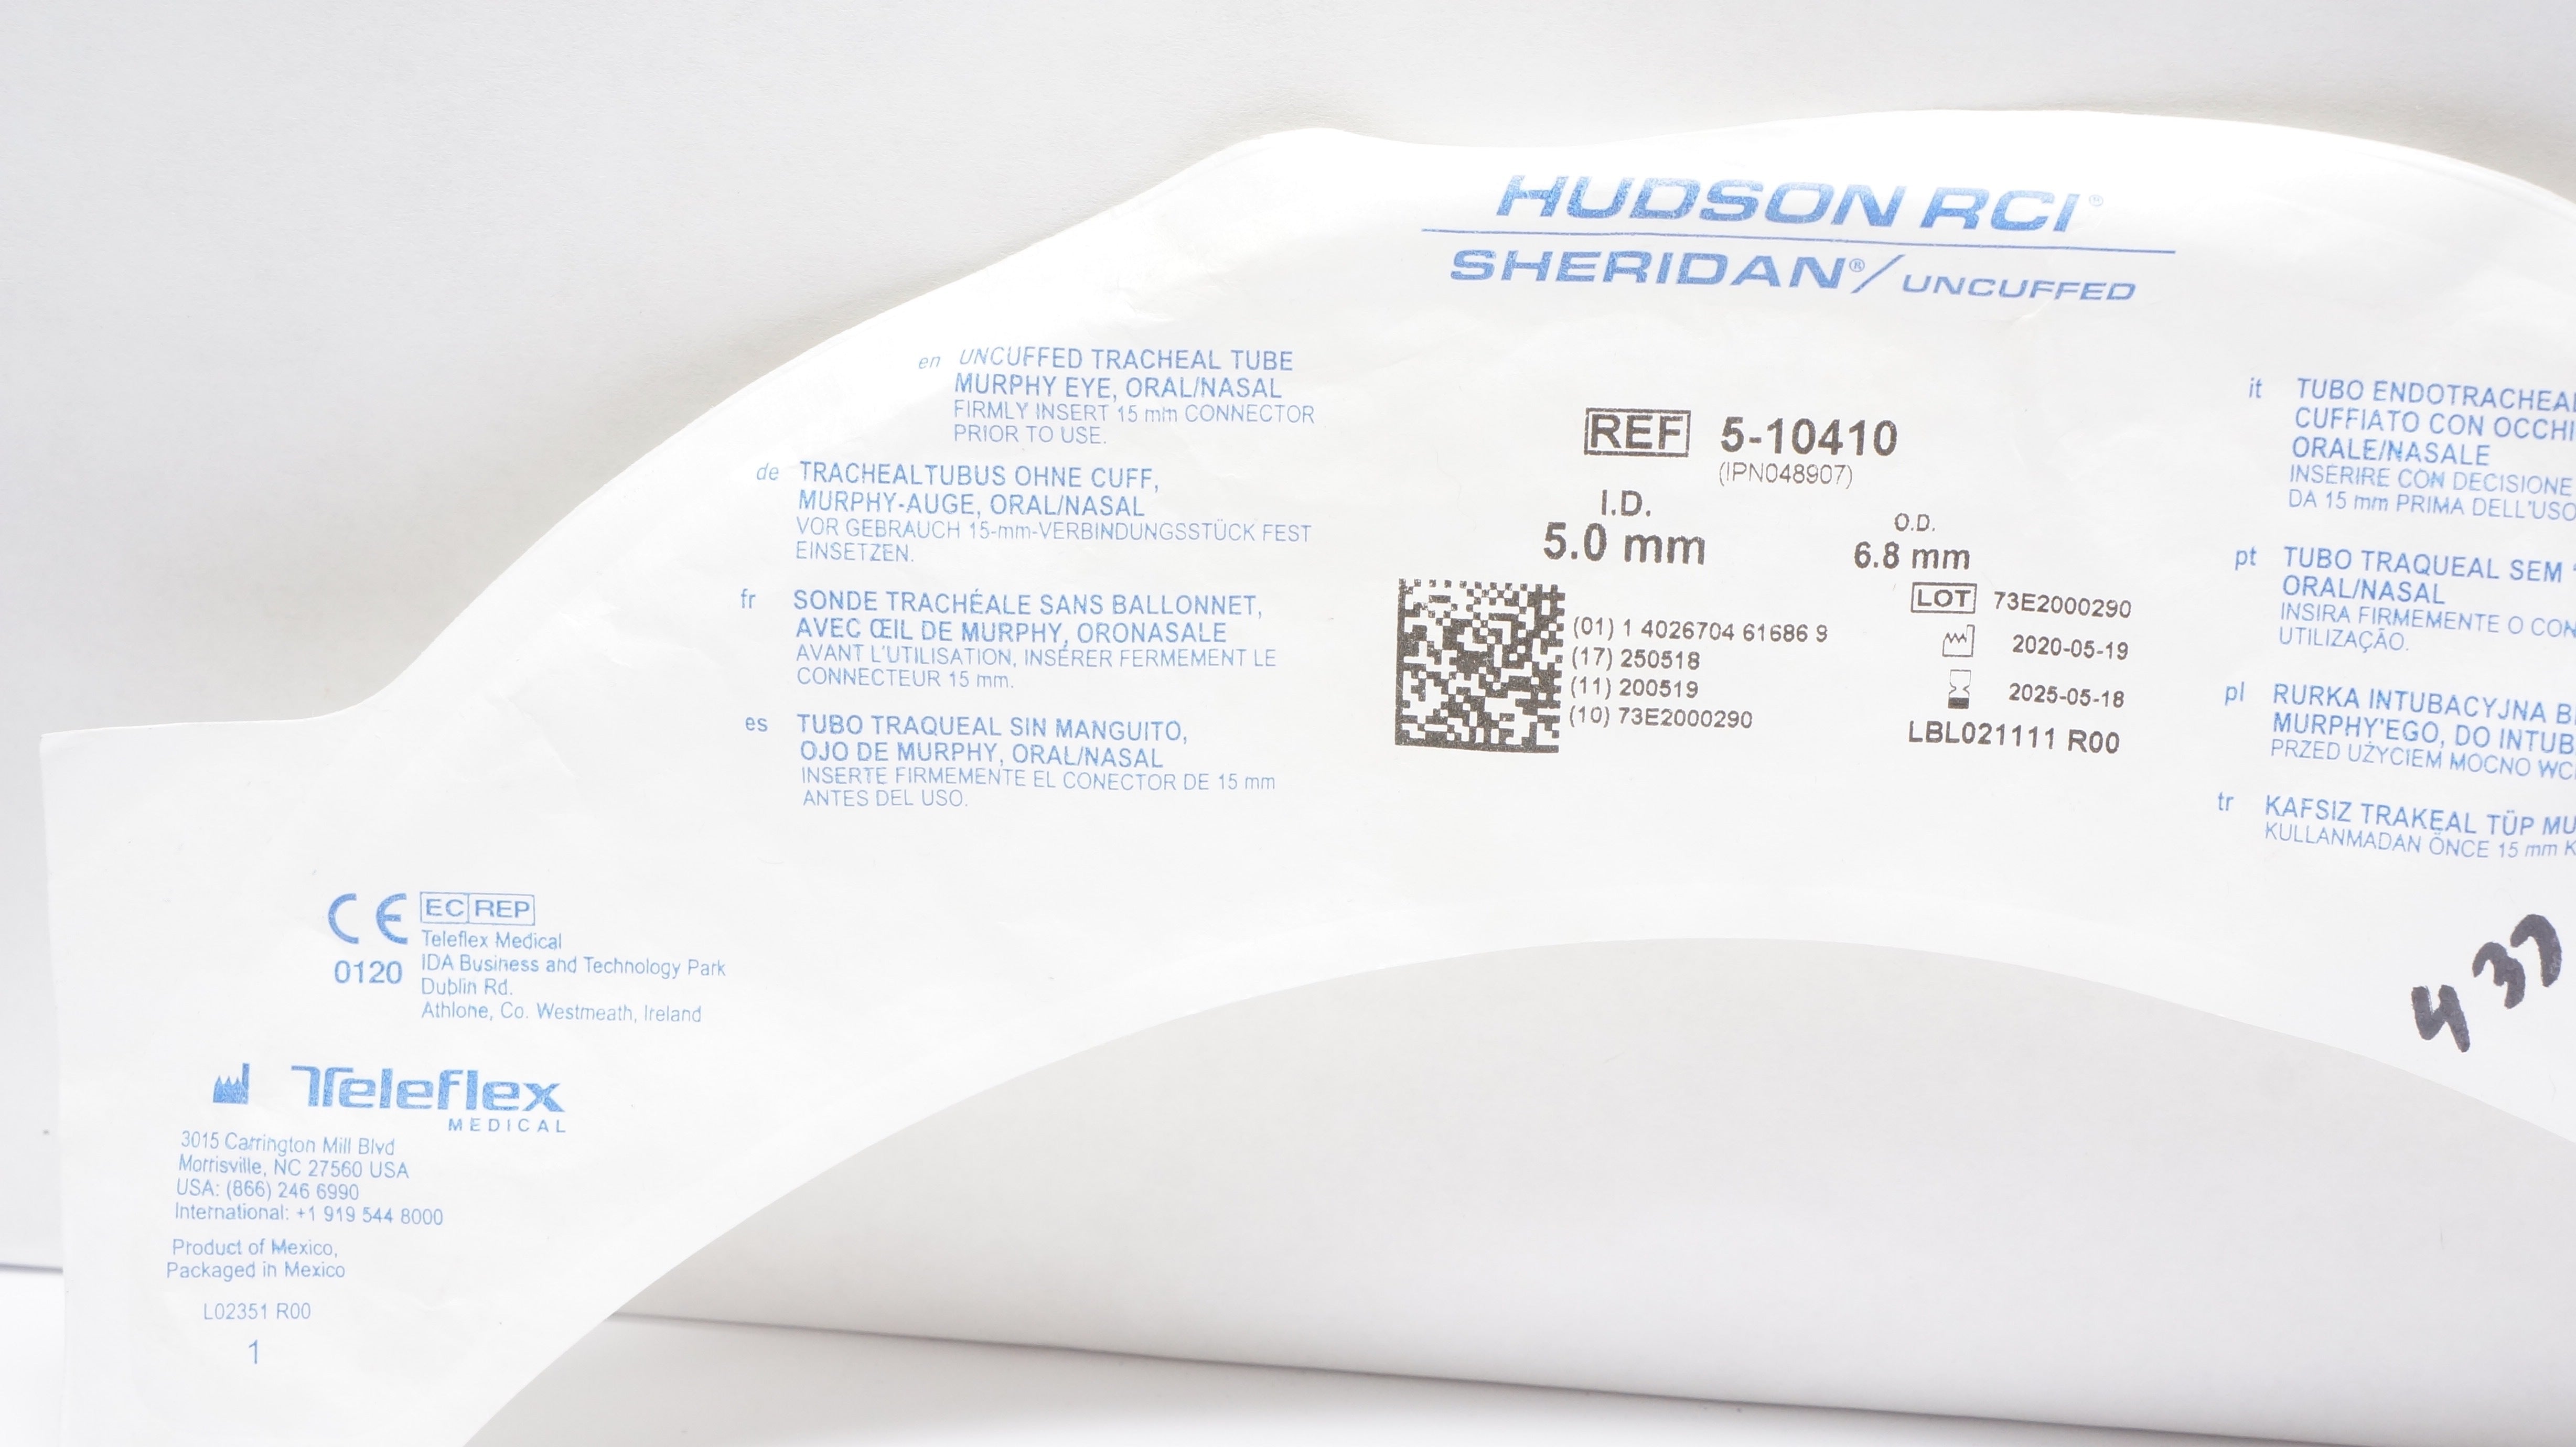 HUDSON RCI®
SHERIDAN®/UNCUFFED
en UNCUFFED TRACHEAL TUBE
MURPHY EYE, ORAL/NASAL
FIRMLY INSERT 15 mm CONNECTOR
PRIOR TO USE.
de TRACHEALTUBUS OHNE CUFF,
MURPHY-AUGE, ORAL/NASAL
VOR GEBRAUCH 15-mm-VERBINDUNGSSTÜCK FEST
EINSETZEN.
fr SONDE TRACHÉALE SANS BALLONNET,
AVEC ŒIL DE MURPHY, ORONASALE
AVANT L'UTILISATION, INSÉRER FERMEMENT LE
CONNECTEUR 15 mm.
es TUBO TRAQUEAL SIN MANGUITO,
OJO DE MURPHY, ORAL/NASAL
INSERTE FIRMEMENTE EL CONECTOR DE 15 mm
ANTES DEL USO.
REF 5-10410
(IPN048907)
I.D.
5.0 mm
O.D.
6.8 mm
(01) 1 4026704 61686 9
(17) 250518
(11) 200519
(10) 73E2000290
LOT 73E2000290
2020-05-19
2025-05-18
LBL021111 R00
it TUBO ENDOTRACHEAL
CUFFIATO CON OCCHI
ORALE/NASALE
INSERIRE CON DECISIONE
DA 15 mm PRIMA DELL'USO
pt TUBO TRAQUEAL SEM
ORAL/NASAL
INSIRA FIRMEMENTE O CON
UTILIZAÇÃO.
pl RURKA INTUBACYJNA B
MURPHY'EGO, DO INTUB
PRZED UŻYCIEM MOCNO WC
tr KAFSIZ TRAKEAL TÜP MU
KULLANMADAN ÖNCE 15 mm K
437
CE
0120
EC REP
Teleflex Medical
IDA Business and Technology Park
Dublin Rd.
Athlone, Co. Westmeath, Ireland
Teleflex
MEDICAL
3015 Carrington Mill Blvd
Morrisville, NC 27560 USA
USA: (866) 246 6990
International: +1 919 544 8000
Product of Mexico,
Packaged in Mexico
L02351 R00
1